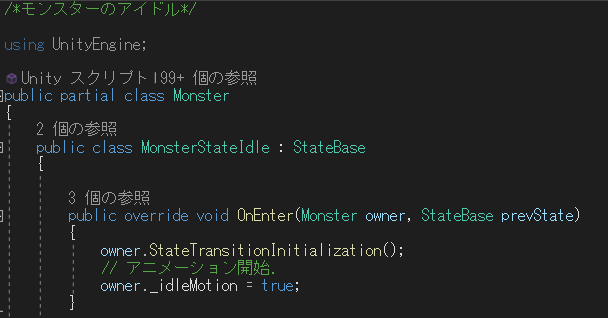 /*モンスターのアイドル*/
using UnityEngine;
Unity スクリプト|99+ 個の参照
public partial class Monster
{
2 個の参照
public class MonsterStateIdle : StateBase
{
3 個の参照
public override void OnEnter(Monster owner, StateBase prevState)
{
owner.StateTransitionInitialization();
// アニメーション開始.
owner._idleMotion = true;
}